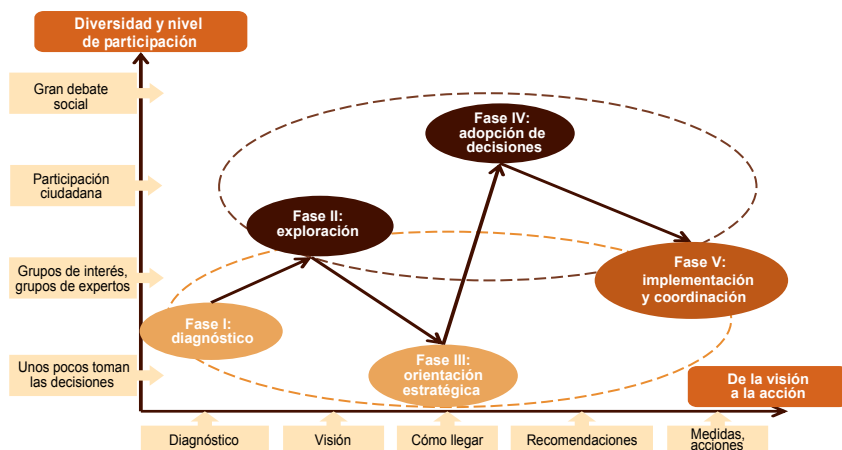 Diversidad y nivel
de participación
Gran debate
social
Participación
ciudadana
Grupos de interés,
grupos de expertos
Unos pocos toman
las decisiones
Fase I:
diagnóstico
Fase II:
exploración
Fase III:
orientación
estratégica
Fase IV:
adopción de
decisiones
Fase V:
implementación
y coordinación
De la visión
a la acción
Diagnóstico
Visión
Cómo llegar
Recomendaciones
Medidas,
acciones